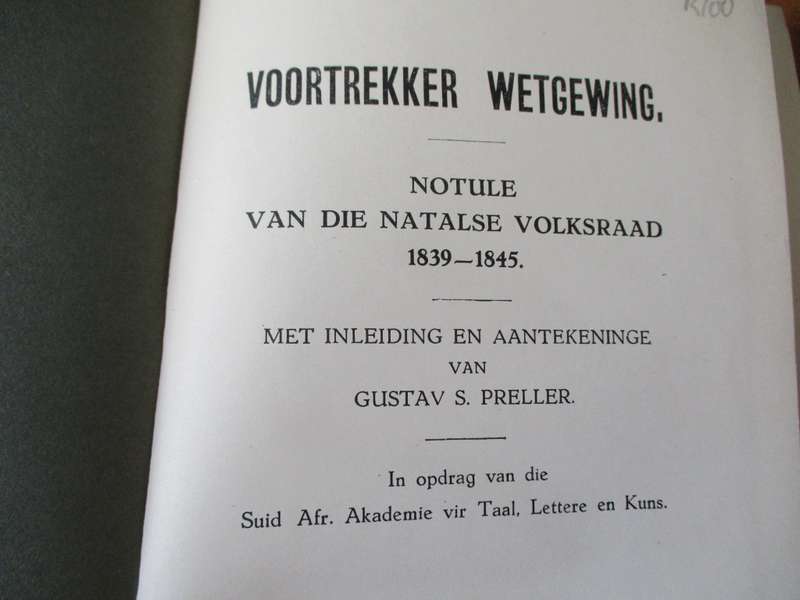 R100
VOORTREKKER WETGEWING.
NOTULE
VAN DIE NATALSE VOLKSRAAD
1839—1845.
MET INLEIDING EN AANTEKENINGE
VAN
GUSTAV S. PRELLER.
In opdrag van die
Suid Afr. Akademie vir Taal, Lettere en Kuns.